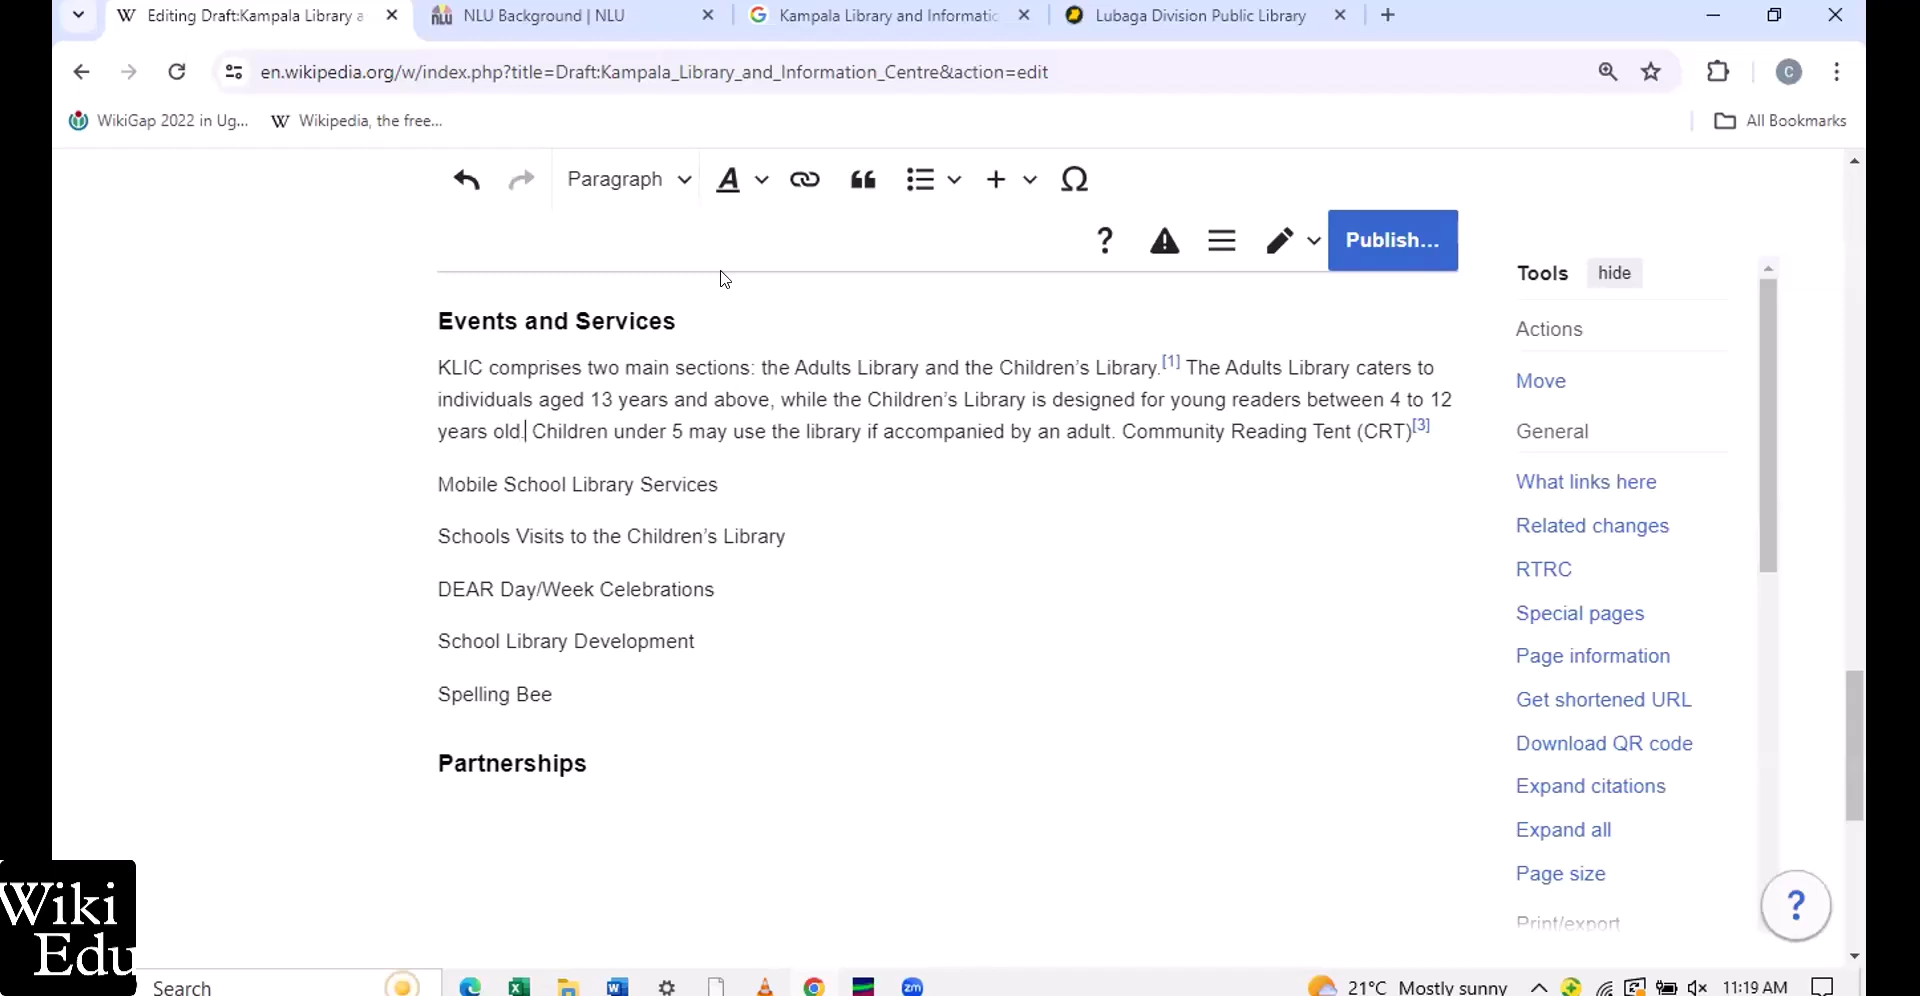 Editing Draft:Kampala Library a
NLU Background | NLU
Kampala Library and Informatic
Lubaga Division Public Library
en.wikipedia.org/w/index.php?title=Draft:Kampala_Library_and_Information_Centre&action=edit
C
WikiGap 2022 in Ug...
Wikipedia, the free...
All Bookmarks
Paragraph
Publish...
Tools
hide
Actions
Move
General
What links here
Related changes
RTRC
Special pages
Page information
Get shortened URL
Download QR code
Expand citations
Expand all
Page size
Print/export
Events and Services
KLIC comprises two main sections: the Adults Library and the Children’s Library.[1] The Adults Library caters to
individuals aged 13 years and above, while the Children’s Library is designed for young readers between 4 to 12
years old. Children under 5 may use the library if accompanied by an adult. Community Reading Tent (CRT)[3]
Mobile School Library Services
Schools Visits to the Children’s Library
DEAR Day/Week Celebrations
School Library Development
Spelling Bee
Partnerships
Wiki
Edu
Search
zm
21°C Mostly sunny
11:19 AM